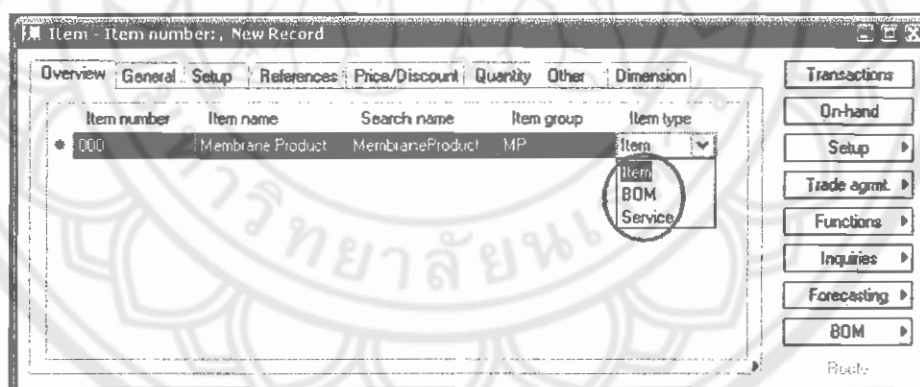 Item - Item number: , New Record
Overview General Setup References Price/Discount Quantity Other Dimension
Item number Item name Search name Item group Item type
000 Membrane Product MembraneProduct MP Item
Item
BOM
Service
Transactions
On-hand
Setup
Trade agrmt.
Functions
Inquiries
Forecasting
BOM
Route